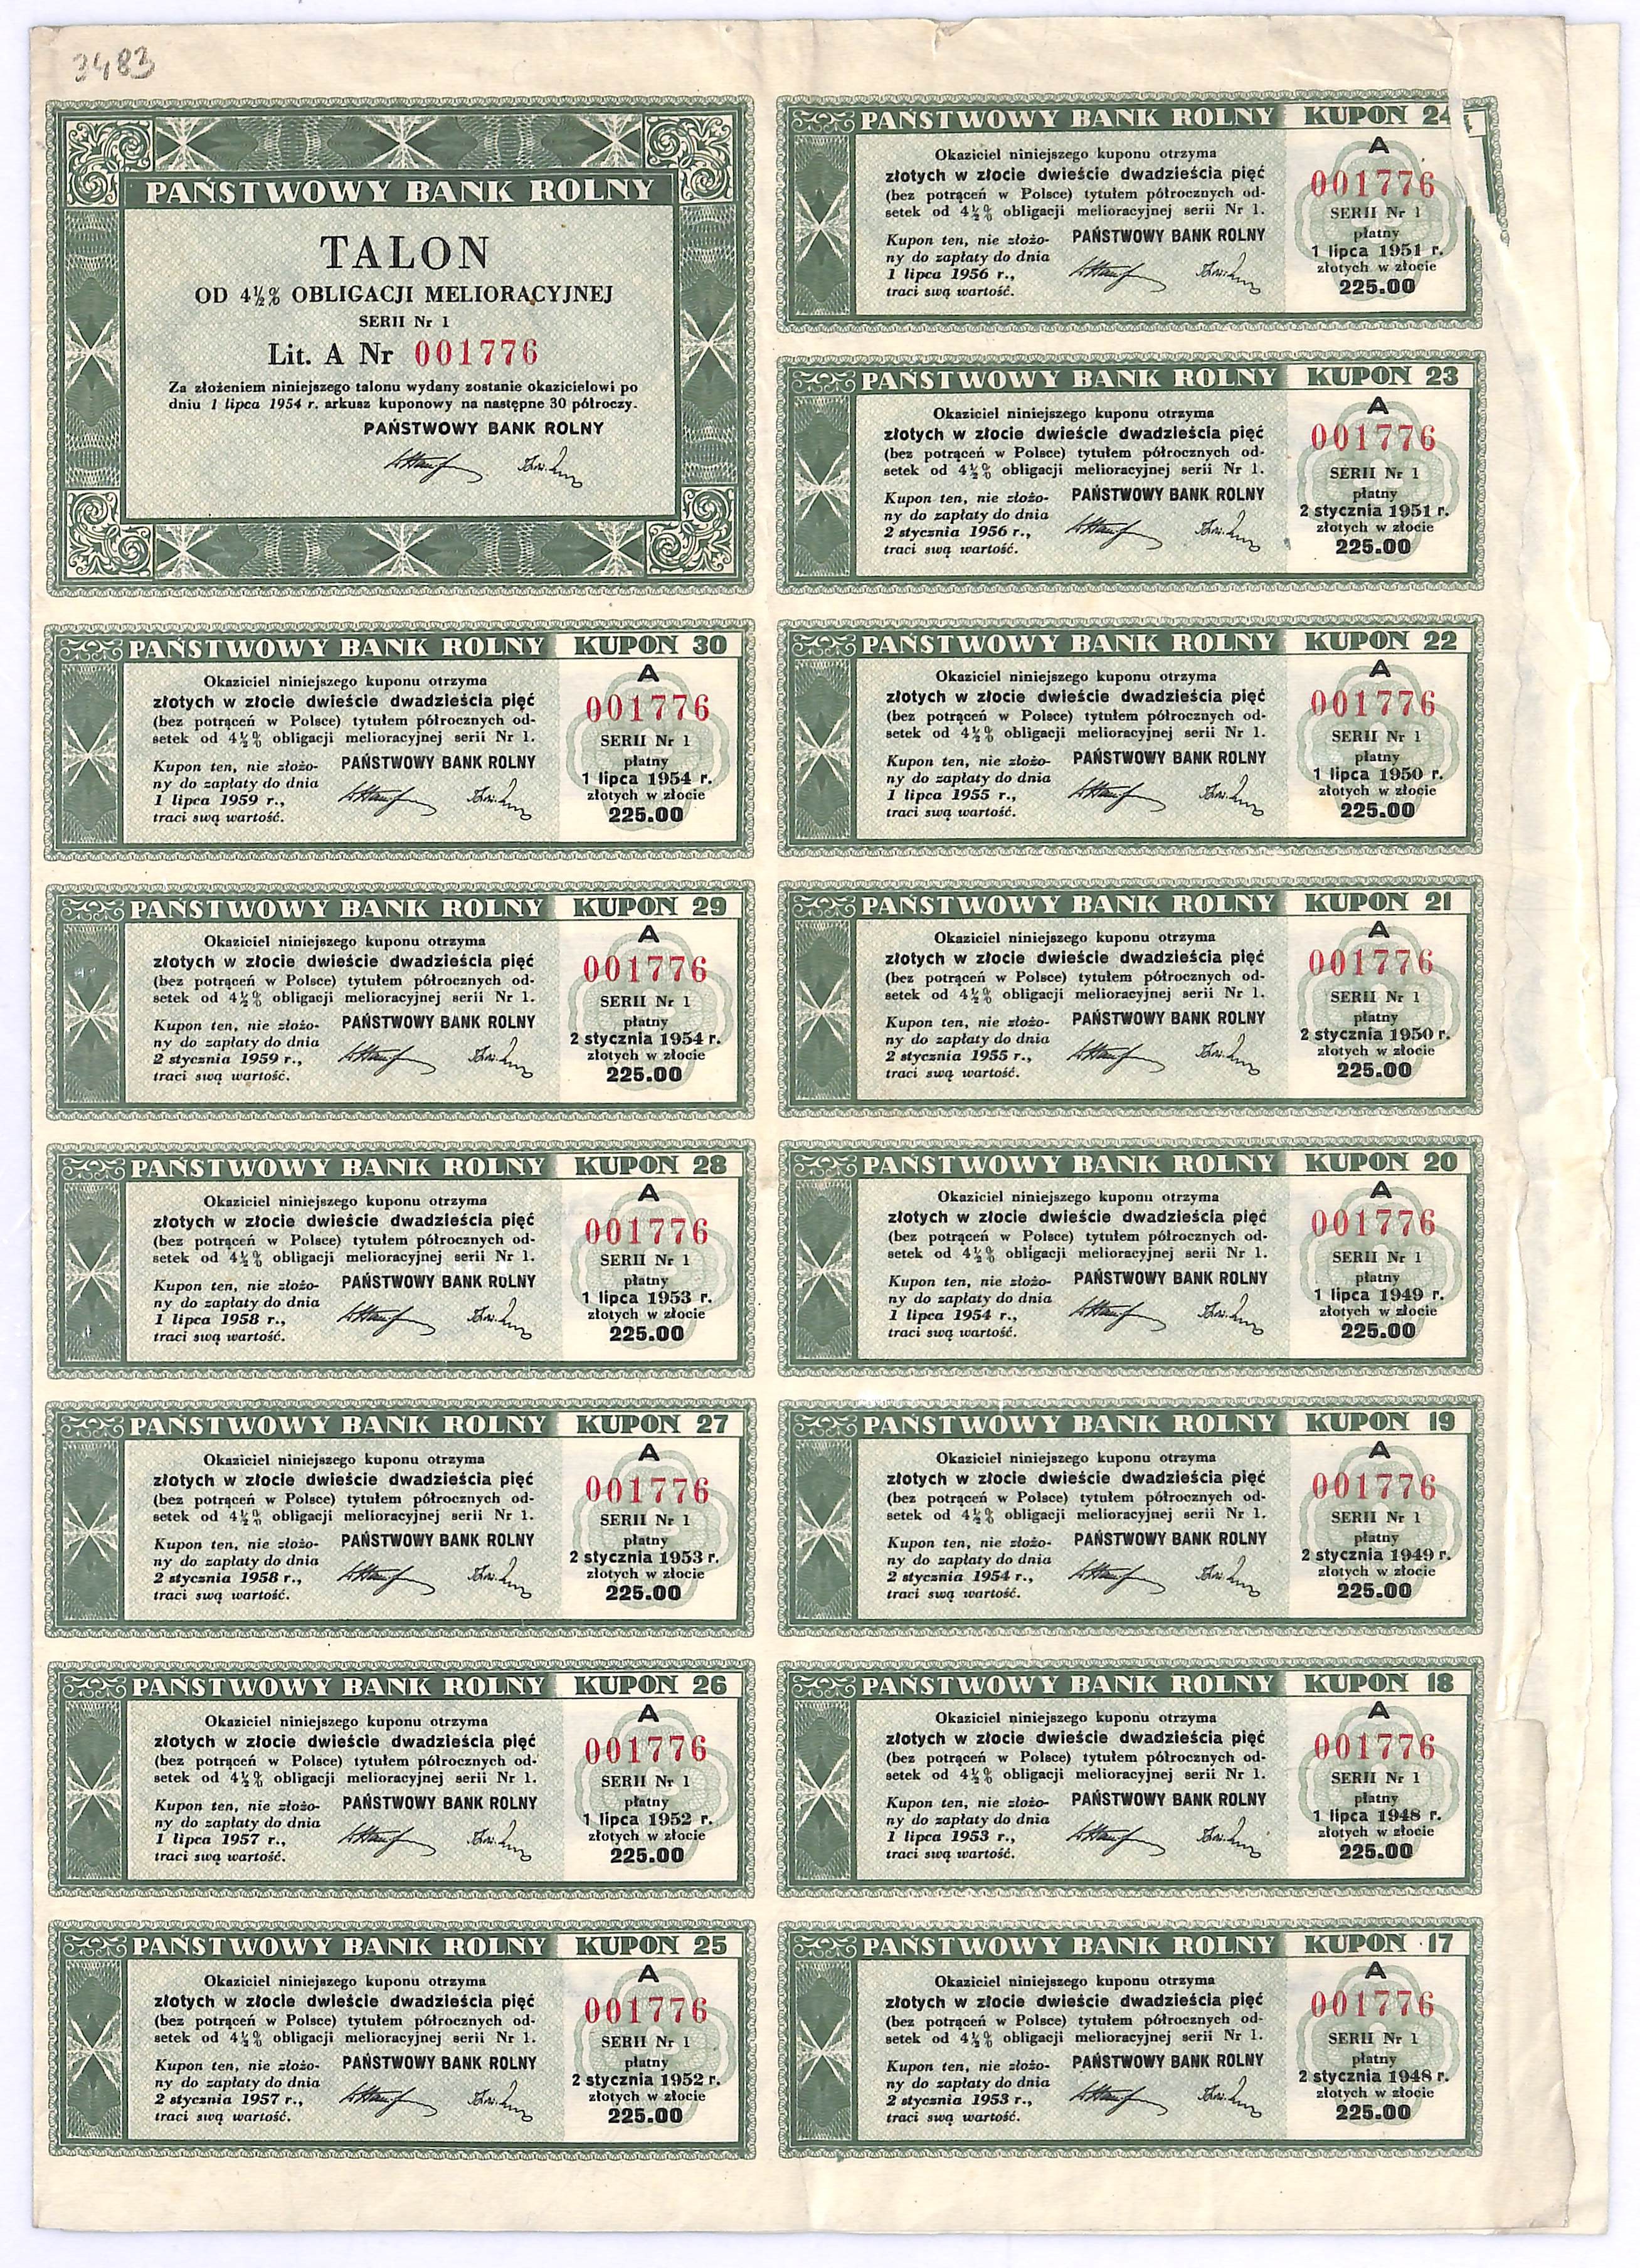 3483
PAŃSTWOWY BANK ROLNY
TALON
OD 4½% OBLIGACJI MELIORACYJNEJ
SERII Nr 1
Lit. A Nr 001776
Za złożeniem niniejszego talonu wydany zostanie okazicielowi po
dniu 1 lipca 1954 r. arkusz kuponowy na następne 30 półroczy.
PAŃSTWOWY BANK ROLNY
PAŃSTWOWY BANK ROLNY KUPON 30
Okaziciel niniejszego kuponu otrzyma
złotych w złocie dwieście dwadzieścia pięć
(bez potrąceń w Polsce) tytułem półrocznych od-
setek od 4½% obligacji melioracyjnej serii Nr 1.
Kupon ten, nie złożo-
ny do zapłaty do dnia
1 lipca 1959 r.,
traci swą wartość.
PAŃSTWOWY BANK ROLNY
A
001776
SERII Nr 1
płatny
1 lipca 1954 r.
złotych w złocie
225.00
PAŃSTWOWY BANK ROLNY KUPON 29
Okaziciel niniejszego kuponu otrzyma
złotych w złocie dwieście dwadzieścia pięć
(bez potrąceń w Polsce) tytułem półrocznych od-
setek od 4½% obligacji melioracyjnej serii Nr 1.
Kupon ten, nie złożo-
ny do zapłaty do dnia
2 stycznia 1959 r.,
traci swą wartość.
PAŃSTWOWY BANK ROLNY
A
001776
SERII Nr 1
płatny
2 stycznia 1954 r.
złotych w złocie
225.00
PAŃSTWOWY BANK ROLNY KUPON 28
Okaziciel niniejszego kuponu otrzyma
złotych w złocie dwieście dwadzieścia pięć
(bez potrąceń w Polsce) tytułem półrocznych od-
setek od 4½% obligacji melioracyjnej serii Nr 1.
Kupon ten, nie złożo-
ny do zapłaty do dnia
1 lipca 1958 r.,
traci swą wartość.
PAŃSTWOWY BANK ROLNY
A
001776
SERII Nr 1
płatny
1 lipca 1953 r.
złotych w złocie
225.00
PAŃSTWOWY BANK ROLNY KUPON 27
Okaziciel niniejszego kuponu otrzyma
złotych w złocie dwieście dwadzieścia pięć
(bez potrąceń w Polsce) tytułem półrocznych od-
setek od 4½% obligacji melioracyjnej serii Nr 1.
Kupon ten, nie złożo-
ny do zapłaty do dnia
2 stycznia 1958 r.,
traci swą wartość.
PAŃSTWOWY BANK ROLNY
A
001776
SERII Nr 1
płatny
2 stycznia 1953 r.
złotych w złocie
225.00
PAŃSTWOWY BANK ROLNY KUPON 26
Okaziciel niniejszego kuponu otrzyma
złotych w złocie dwieście dwadzieścia pięć
(bez potrąceń w Polsce) tytułem półrocznych od-
setek od 4½% obligacji melioracyjnej serii Nr 1.
Kupon ten, nie złożo-
ny do zapłaty do dnia
1 lipca 1957 r.,
traci swą wartość.
PAŃSTWOWY BANK ROLNY
A
001776
SERII Nr 1
płatny
1 lipca 1952 r.
złotych w złocie
225.00
PAŃSTWOWY BANK ROLNY KUPON 25
Okaziciel niniejszego kuponu otrzyma
złotych w złocie dwieście dwadzieścia pięć
(bez potrąceń w Polsce) tytułem półrocznych od-
setek od 4½% obligacji melioracyjnej serii Nr 1.
Kupon ten, nie złożo-
ny do zapłaty do dnia
2 stycznia 1957 r.,
traci swą wartość.
PAŃSTWOWY BANK ROLNY
A
001776
SERII Nr 1
płatny
2 stycznia 1952 r.
złotych w złocie
225.00
PAŃSTWOWY BANK ROLNY KUPON 24
Okaziciel niniejszego kuponu otrzyma
złotych w złocie dwieście dwadzieścia pięć
(bez potrąceń w Polsce) tytułem półrocznych od-
setek od 4½% obligacji melioracyjnej serii Nr 1.
Kupon ten, nie złożo-
ny do zapłaty do dnia
1 lipca 1956 r.,
traci swą wartość.
PAŃSTWOWY BANK ROLNY
A
001776
SERII Nr 1
płatny
1 lipca 1951 r.
złotych w złocie
225.00
PAŃSTWOWY BANK ROLNY KUPON 23
Okaziciel niniejszego kuponu otrzyma
złotych w złocie dwieście dwadzieścia pięć
(bez potrąceń w Polsce) tytułem półrocznych od-
setek od 4½% obligacji melioracyjnej serii Nr 1.
Kupon ten, nie złożo-
ny do zapłaty do dnia
2 stycznia 1956 r.,
traci swą wartość.
PAŃSTWOWY BANK ROLNY
A
001776
SERII Nr 1
płatny
2 stycznia 1951 r.
złotych w złocie
225.00
PAŃSTWOWY BANK ROLNY KUPON 22
Okaziciel niniejszego kuponu otrzyma
złotych w złocie dwieście dwadzieścia pięć
(bez potrąceń w Polsce) tytułem półrocznych od-
setek od 4½% obligacji melioracyjnej serii Nr 1.
Kupon ten, nie złożo-
ny do zapłaty do dnia
1 lipca 1955 r.,
traci swą wartość.
PAŃSTWOWY BANK ROLNY
A
001776
SERII Nr 1
płatny
1 lipca 1950 r.
złotych w złocie
225.00
PAŃSTWOWY BANK ROLNY KUPON 21
Okaziciel niniejszego kuponu otrzyma
złotych w złocie dwieście dwadzieścia pięć
(bez potrąceń w Polsce) tytułem półrocznych od-
setek od 4½% obligacji melioracyjnej serii Nr 1.
Kupon ten, nie złożo-
ny do zapłaty do dnia
2 stycznia 1955 r.,
traci swą wartość.
PAŃSTWOWY BANK ROLNY
A
001776
SERII Nr 1
płatny
2 stycznia 1950 r.
złotych w złocie
225.00
PAŃSTWOWY BANK ROLNY KUPON 20
Okaziciel niniejszego kuponu otrzyma
złotych w złocie dwieście dwadzieścia pięć
(bez potrąceń w Polsce) tytułem półrocznych od-
setek od 4½% obligacji melioracyjnej serii Nr 1.
Kupon ten, nie złożo-
ny do zapłaty do dnia
1 lipca 1954 r.,
traci swą wartość.
PAŃSTWOWY BANK ROLNY
A
001776
SERII Nr 1
płatny
1 lipca 1949 r.
złotych w złocie
225.00
PAŃSTWOWY BANK ROLNY KUPON 19
Okaziciel niniejszego kuponu otrzyma
złotych w złocie dwieście dwadzieścia pięć
(bez potrąceń w Polsce) tytułem półrocznych od-
setek od 4½% obligacji melioracyjnej serii Nr 1.
Kupon ten, nie złożo-
ny do zapłaty do dnia
2 stycznia 1954 r.,
traci swą wartość.
PAŃSTWOWY BANK ROLNY
A
001776
SERII Nr 1
płatny
2 stycznia 1949 r.
złotych w złocie
225.00
PAŃSTWOWY BANK ROLNY KUPON 18
Okaziciel niniejszego kuponu otrzyma
złotych w złocie dwieście dwadzieścia pięć
(bez potrąceń w Polsce) tytułem półrocznych od-
setek od 4½% obligacji melioracyjnej serii Nr 1.
Kupon ten, nie złożo-
ny do zapłaty do dnia
1 lipca 1953 r.,
traci swą wartość.
PAŃSTWOWY BANK ROLNY
A
001776
SERII Nr 1
płatny
1 lipca 1948 r.
złotych w złocie
225.00
PAŃSTWOWY BANK ROLNY KUPON 17
Okaziciel niniejszego kuponu otrzyma
złotych w złocie dwieście dwadzieścia pięć
(bez potrąceń w Polsce) tytułem półrocznych od-
setek od 4½% obligacji melioracyjnej serii Nr 1.
Kupon ten, nie złożo-
ny do zapłaty do dnia
2 stycznia 1953 r.,
traci swą wartość.
PAŃSTWOWY BANK ROLNY
A
001776
SERII Nr 1
płatny
2 stycznia 1948 r.
złotych w złocie
225.00